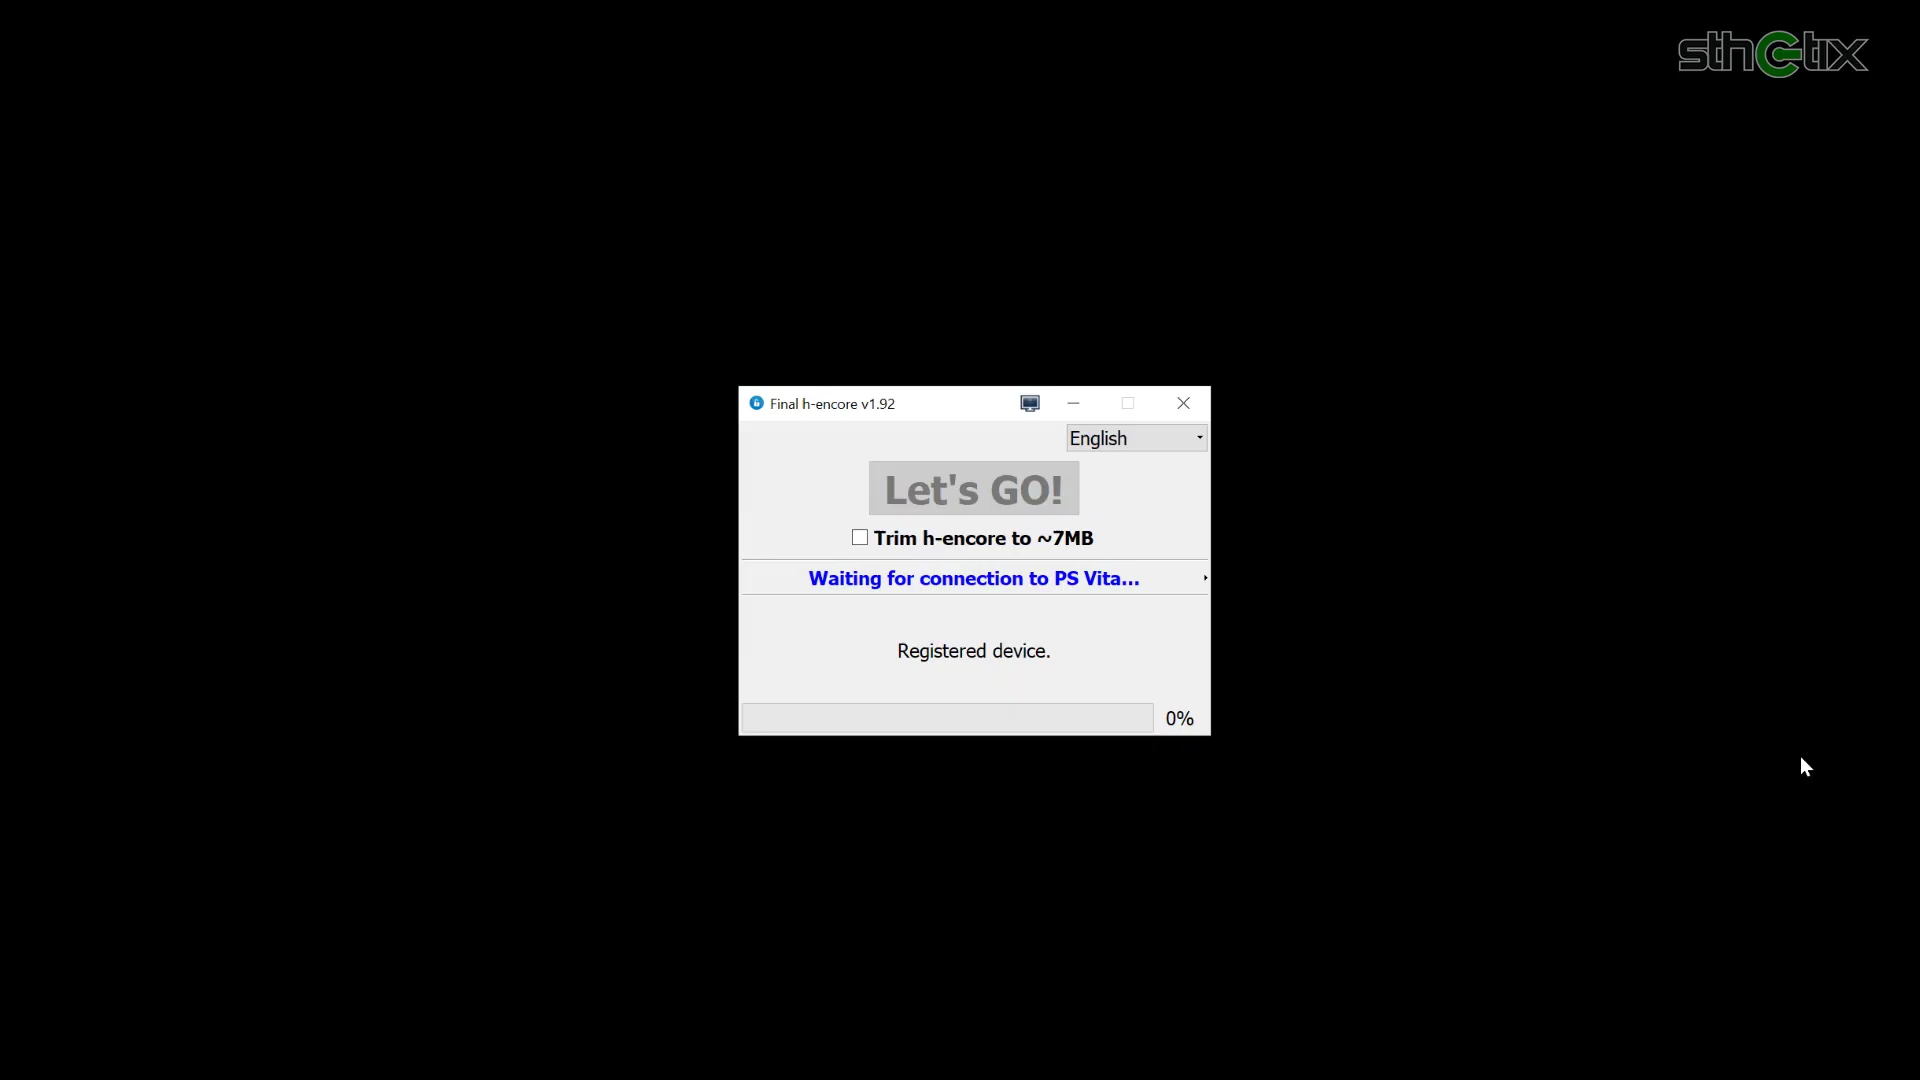 sthetix
Final h-encore v1.92
English
Let's GO!
Trim h-encore to ~7MB
Waiting for connection to PS Vita...
Registered device.
0%